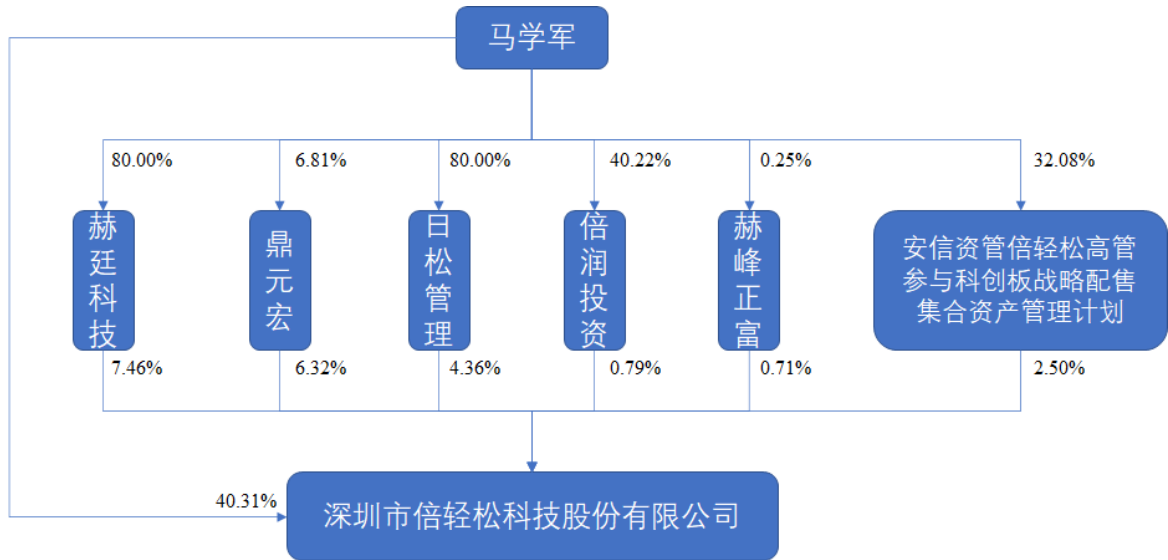 马学军
80.00%
6.81%
80.00%
40.22%
0.25%
32.08%
赫廷科技
鼎元宏
日松管理
倍润投资
赫峰正富
安信资管倍轻松高管
参与科创板战略配售
集合资产管理计划
7.46%
6.32%
4.36%
0.79%
0.71%
2.50%
40.31%
深圳市倍轻松科技股份有限公司